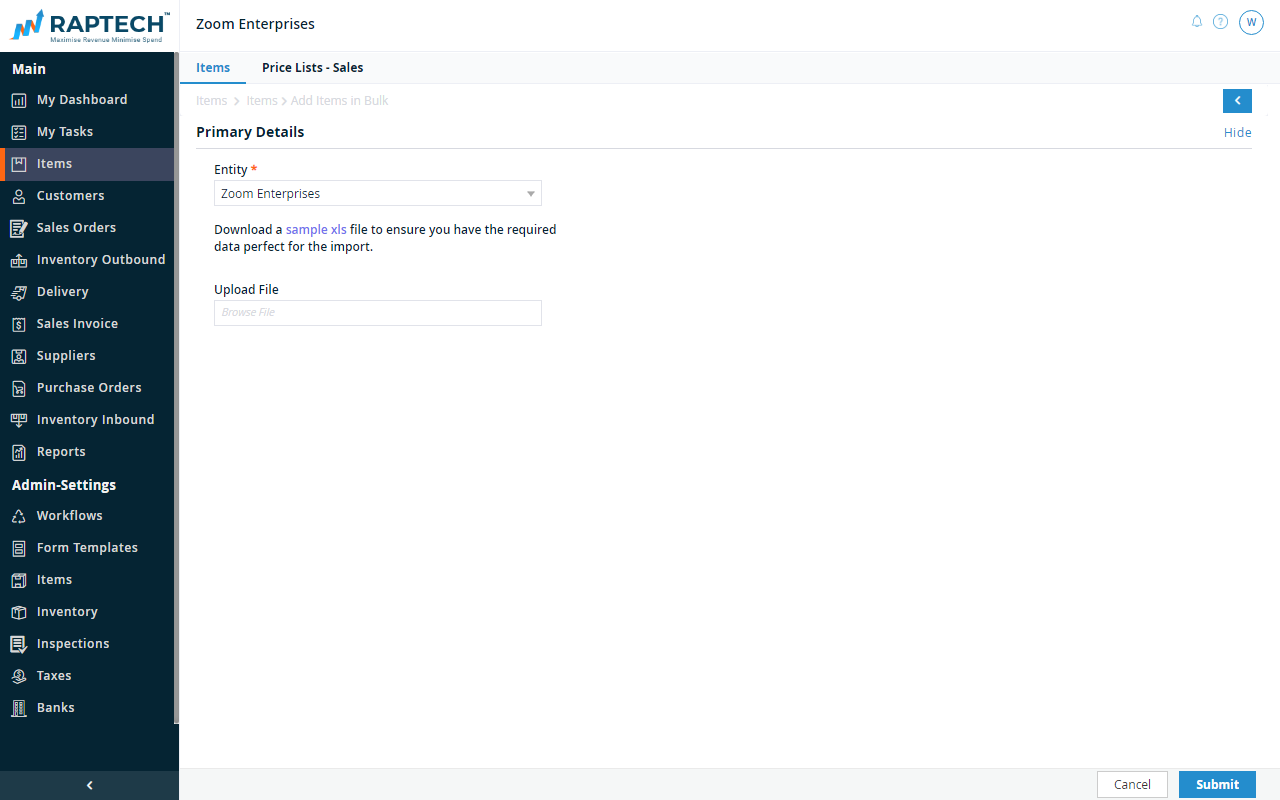 RAPTECH™
Maximise Revenue Minimise Spend
Zoom Enterprises
?
W
Main
My Dashboard
My Tasks
Items
Customers
Sales Orders
Inventory Outbound
Delivery
Sales Invoice
Suppliers
Purchase Orders
Inventory Inbound
Reports
Admin-Settings
Workflows
Form Templates
Items
Inventory
Inspections
Taxes
Banks
Items
Price Lists - Sales
Items > Items > Add Items in Bulk
Primary Details
Hide
Entity *
Zoom Enterprises
Download a sample xls file to ensure you have the required
data perfect for the import.
Upload File
Browse File
Cancel
Submit